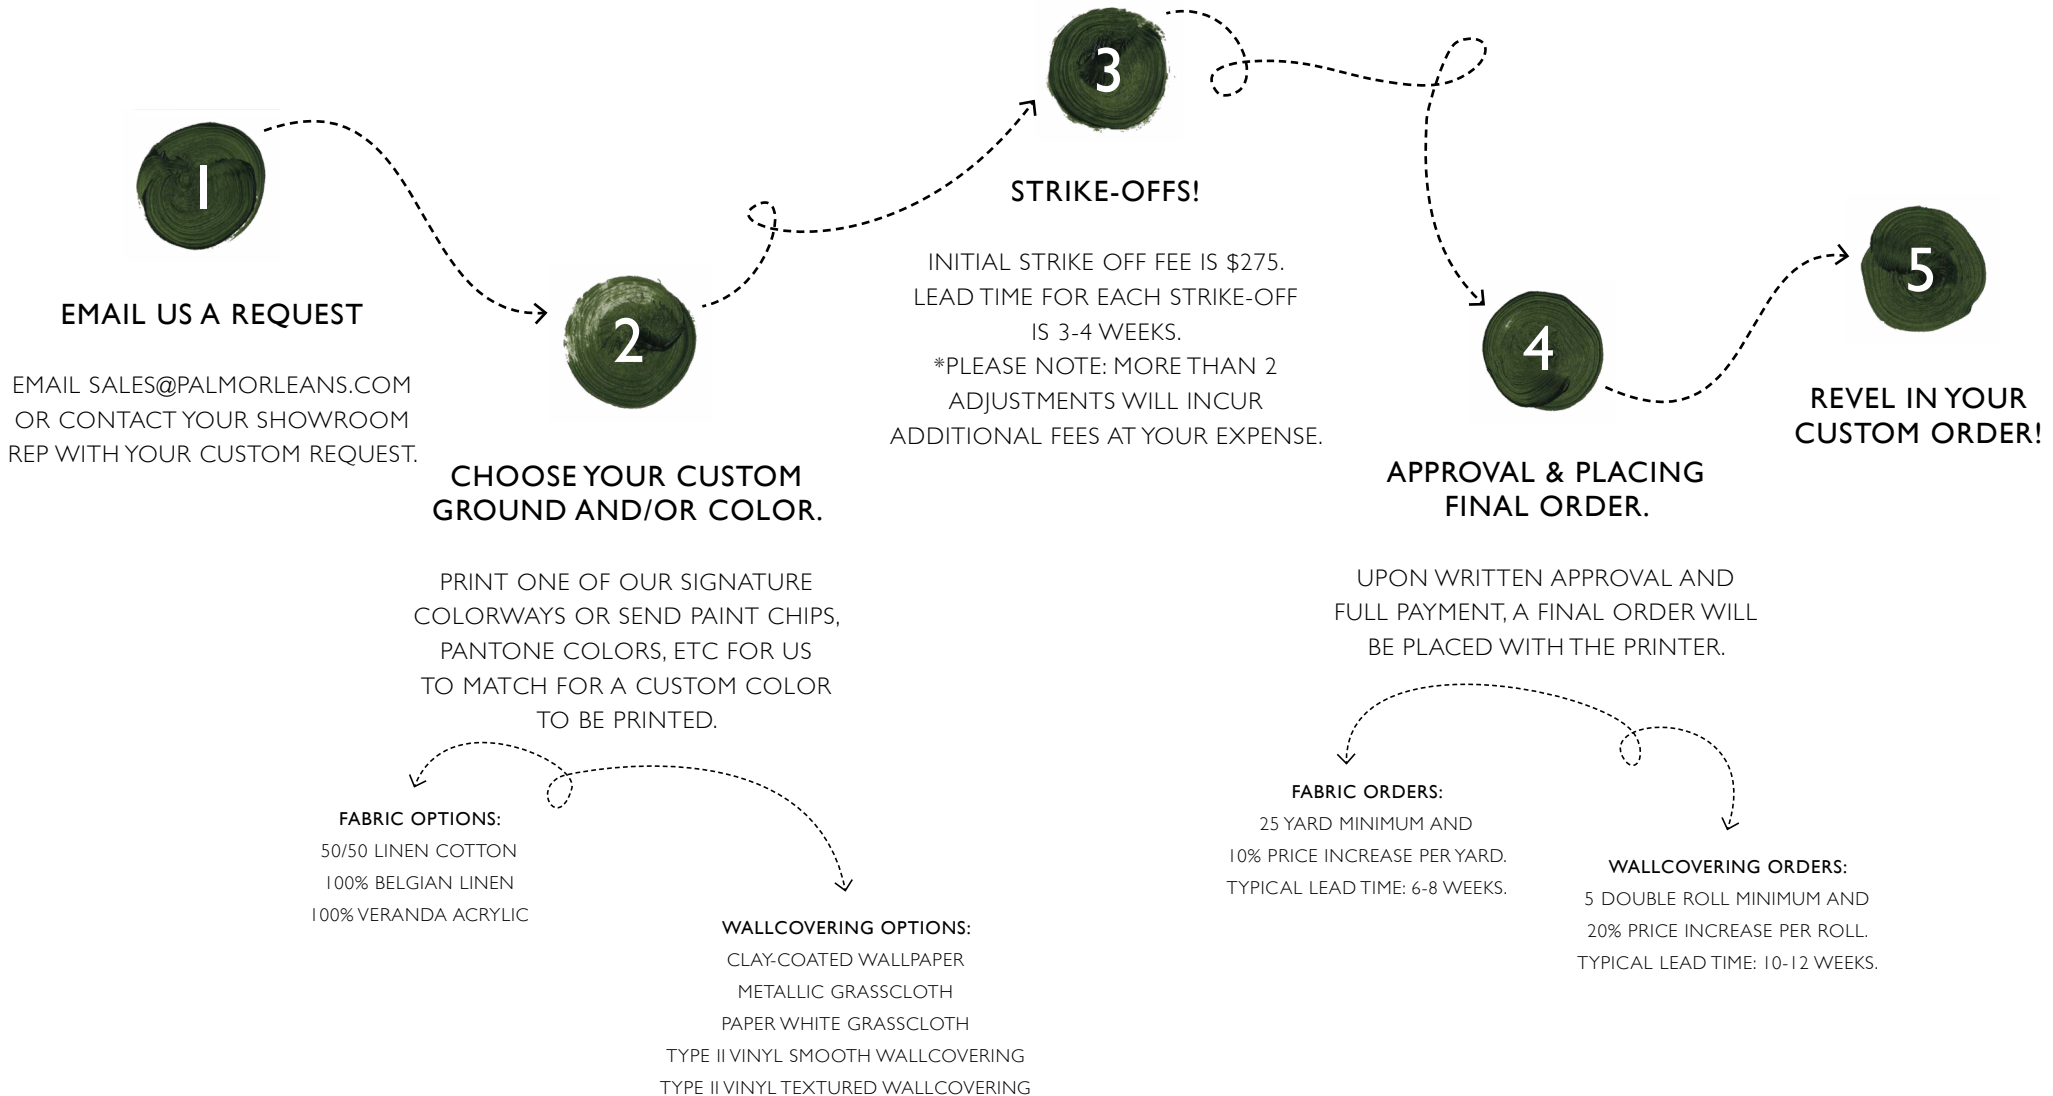 1
EMAIL US A REQUEST
EMAIL SALES@PALMORLEANS.COM
OR CONTACT YOUR SHOWROOM
REP WITH YOUR CUSTOM REQUEST.
2
CHOOSE YOUR CUSTOM
GROUND AND/OR COLOR.
PRINT ONE OF OUR SIGNATURE
COLORWAYS OR SEND PAINT CHIPS,
PANTONE COLORS, ETC FOR US
TO MATCH FOR A CUSTOM COLOR
TO BE PRINTED.
FABRIC OPTIONS:
50/50 LINEN COTTON
100% BELGIAN LINEN
100% VERANDA ACRYLIC
WALLCOVERING OPTIONS:
CLAY-COATED WALLPAPER
METALLIC GRASSCLOTH
PAPER WHITE GRASSCLOTH
TYPE II VINYL SMOOTH WALLCOVERING
TYPE II VINYL TEXTURED WALLCOVERING
3
STRIKE-OFFS!
INITIAL STRIKE OFF FEE IS $275.
LEAD TIME FOR EACH STRIKE-OFF
IS 3-4 WEEKS.
*PLEASE NOTE: MORE THAN 2
ADJUSTMENTS WILL INCUR
ADDITIONAL FEES AT YOUR EXPENSE.
4
APPROVAL & PLACING
FINAL ORDER.
UPON WRITTEN APPROVAL AND
FULL PAYMENT, A FINAL ORDER WILL
BE PLACED WITH THE PRINTER.
FABRIC ORDERS:
25 YARD MINIMUM AND
10% PRICE INCREASE PER YARD.
TYPICAL LEAD TIME: 6-8 WEEKS.
WALLCOVERING ORDERS:
5 DOUBLE ROLL MINIMUM AND
20% PRICE INCREASE PER ROLL.
TYPICAL LEAD TIME: 10-12 WEEKS.
5
REVEL IN YOUR
CUSTOM ORDER!